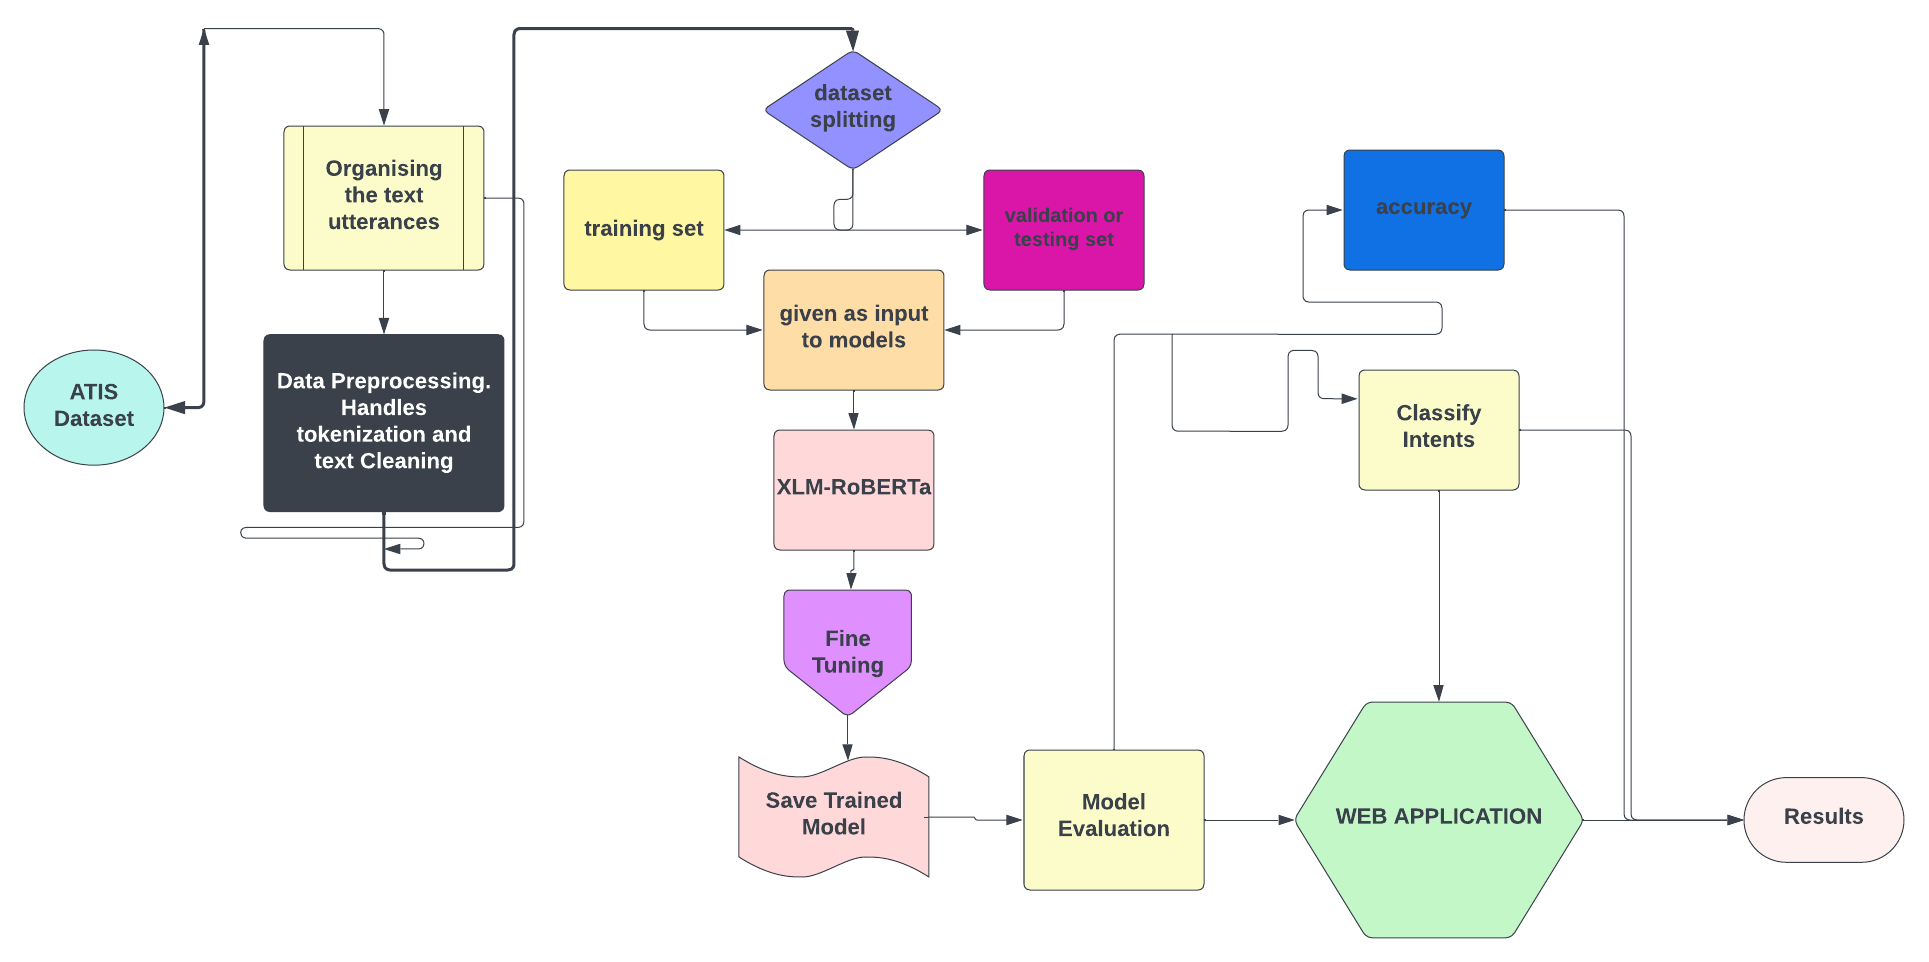 ATIS
Dataset
Organising
the text
utterances
Data Preprocessing.
Handles
tokenization and
text Cleaning
dataset
splitting
training set
validation or
testing set
given as input
to models
XLM-RoBERTa
Fine
Tuning
Save Trained
Model
Model
Evaluation
accuracy
Classify
Intents
WEB APPLICATION
Results